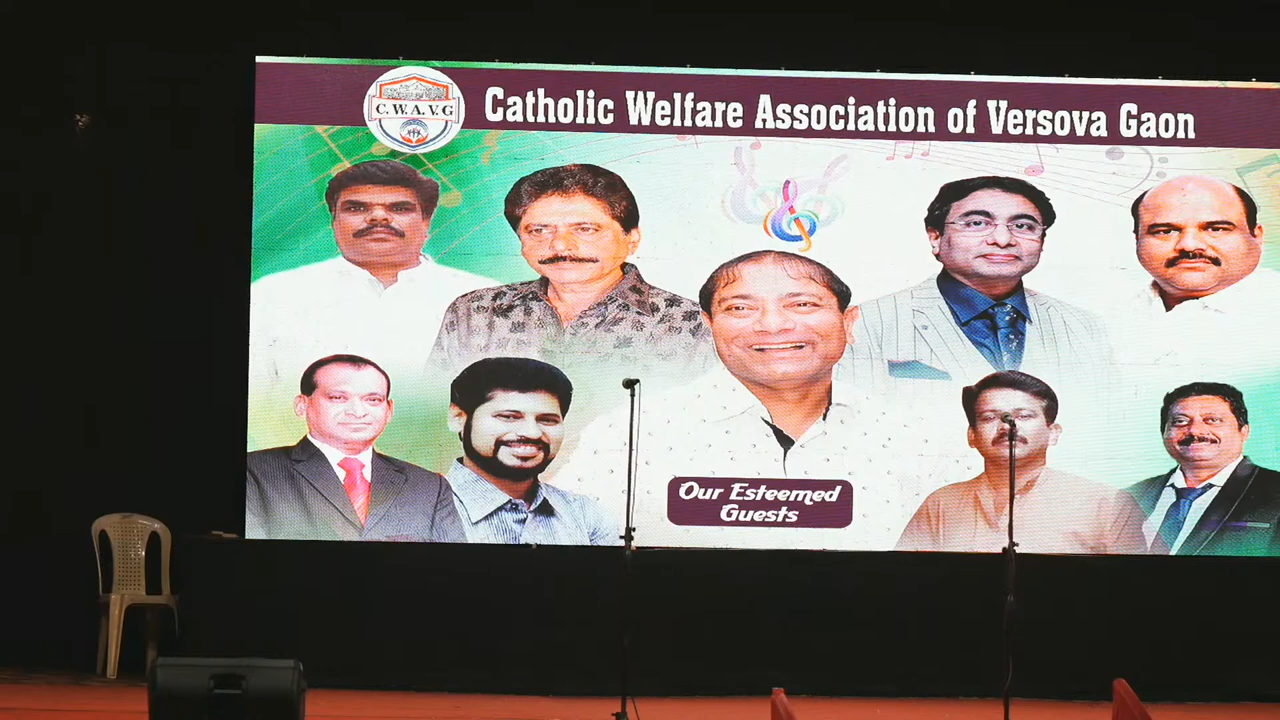 C.W.A.V.G
Catholic Welfare Association of Versova Gaon
Our Esteemed
Guests